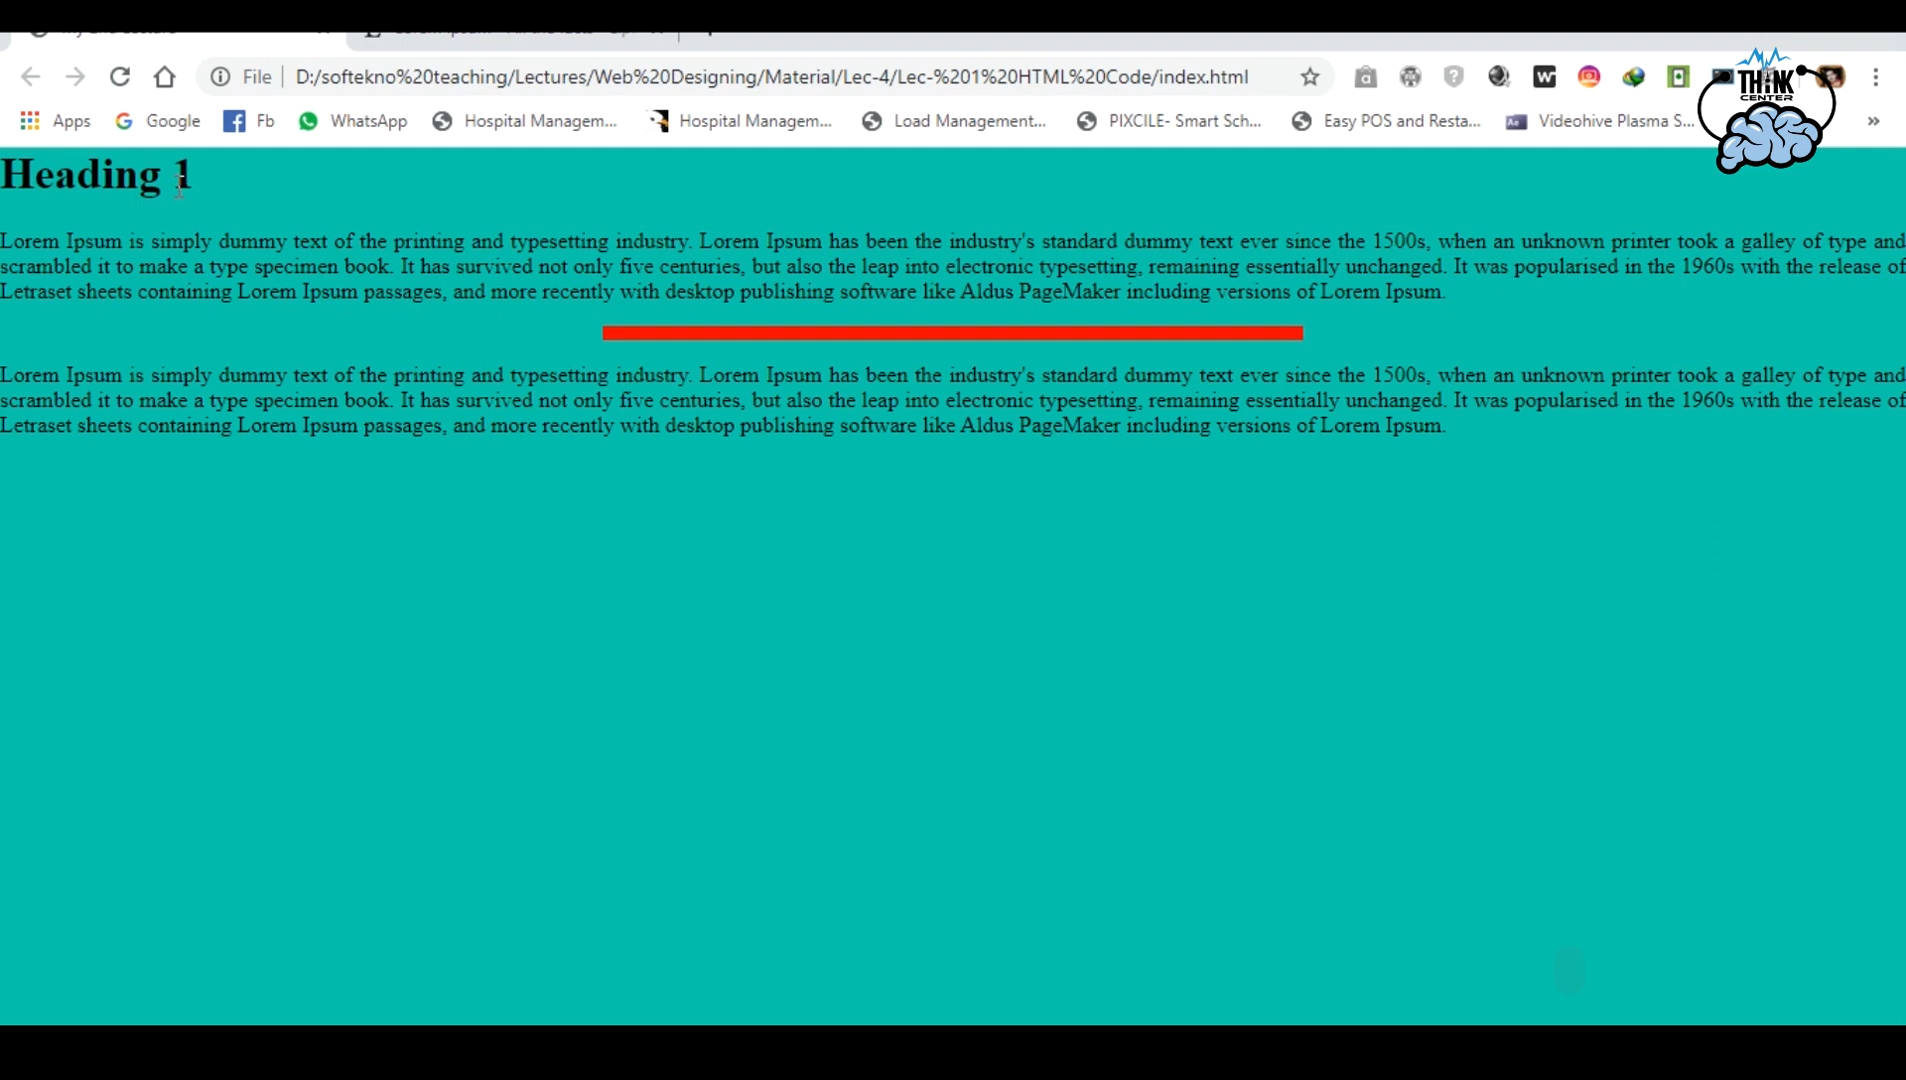 File D:/softekno%20teaching/Lectures/Web%20Designing/Material/Lec-4/Lec-%201%20HTML%20Code/index.html
THINK
CENTER
Apps Google Fb WhatsApp Hospital Managem... Hospital Managem... Load Management... PIXCILE- Smart Sch... Easy POS and Resta... Videohive Plasma S... »
Heading 1
Lorem Ipsum is simply dummy text of the printing and typesetting industry. Lorem Ipsum has been the industry's standard dummy text ever since the 1500s, when an unknown printer took a galley of type and
scrambled it to make a type specimen book. It has survived not only five centuries, but also the leap into electronic typesetting, remaining essentially unchanged. It was popularised in the 1960s with the release of
Letraset sheets containing Lorem Ipsum passages, and more recently with desktop publishing software like Aldus PageMaker including versions of Lorem Ipsum.
Lorem Ipsum is simply dummy text of the printing and typesetting industry. Lorem Ipsum has been the industry's standard dummy text ever since the 1500s, when an unknown printer took a galley of type and
scrambled it to make a type specimen book. It has survived not only five centuries, but also the leap into electronic typesetting, remaining essentially unchanged. It was popularised in the 1960s with the release of
Letraset sheets containing Lorem Ipsum passages, and more recently with desktop publishing software like Aldus PageMaker including versions of Lorem Ipsum.